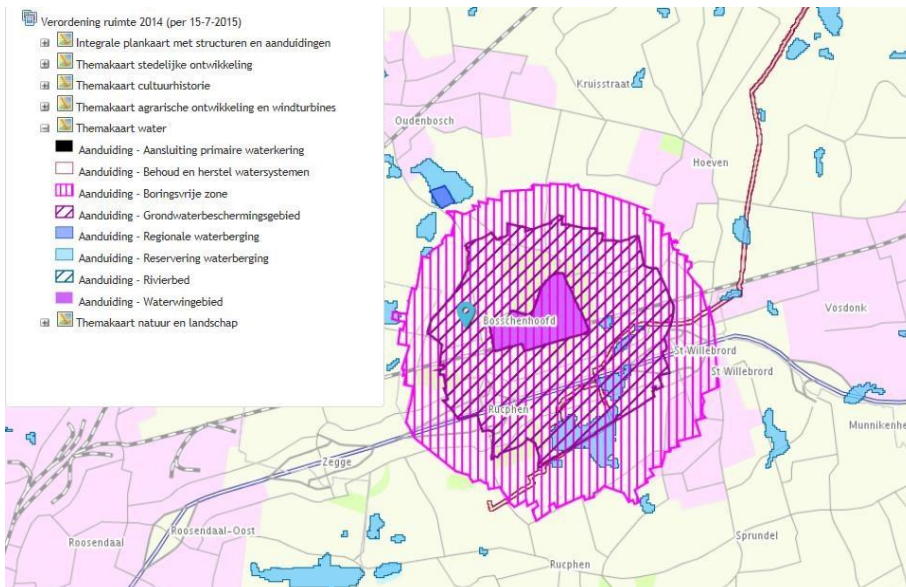 Verordening ruimte 2014 (per 15-7-2015)
Integrale plankaart met structuren en aanduidingen
Themakaart stedelijke ontwikkeling
Themakaart cultuurhistorie
Themakaart agrarische ontwikkeling en windturbines
Themakaart water
Aanduiding - Aansluiting primaire waterkering
Aanduiding - Behoud en herstel watersystemen
Aanduiding - Boringsvrije zone
Aanduiding - Grondwaterbeschermingsgebied
Aanduiding - Regionale waterberging
Aanduiding - Reservering waterberging
Aanduiding - Rivierbed
Aanduiding - Waterwingebied
Themakaart natuur en landschap
Kruisstraat
Oudenbosch
Hoeven
Vosdonk
Bosschenhoofd
St Willebrord
St Willebrord
Rucphen
Munnikenhe
Zegge
Roosendaal-Oost
Roosendaal
Sprundel
Rucphen